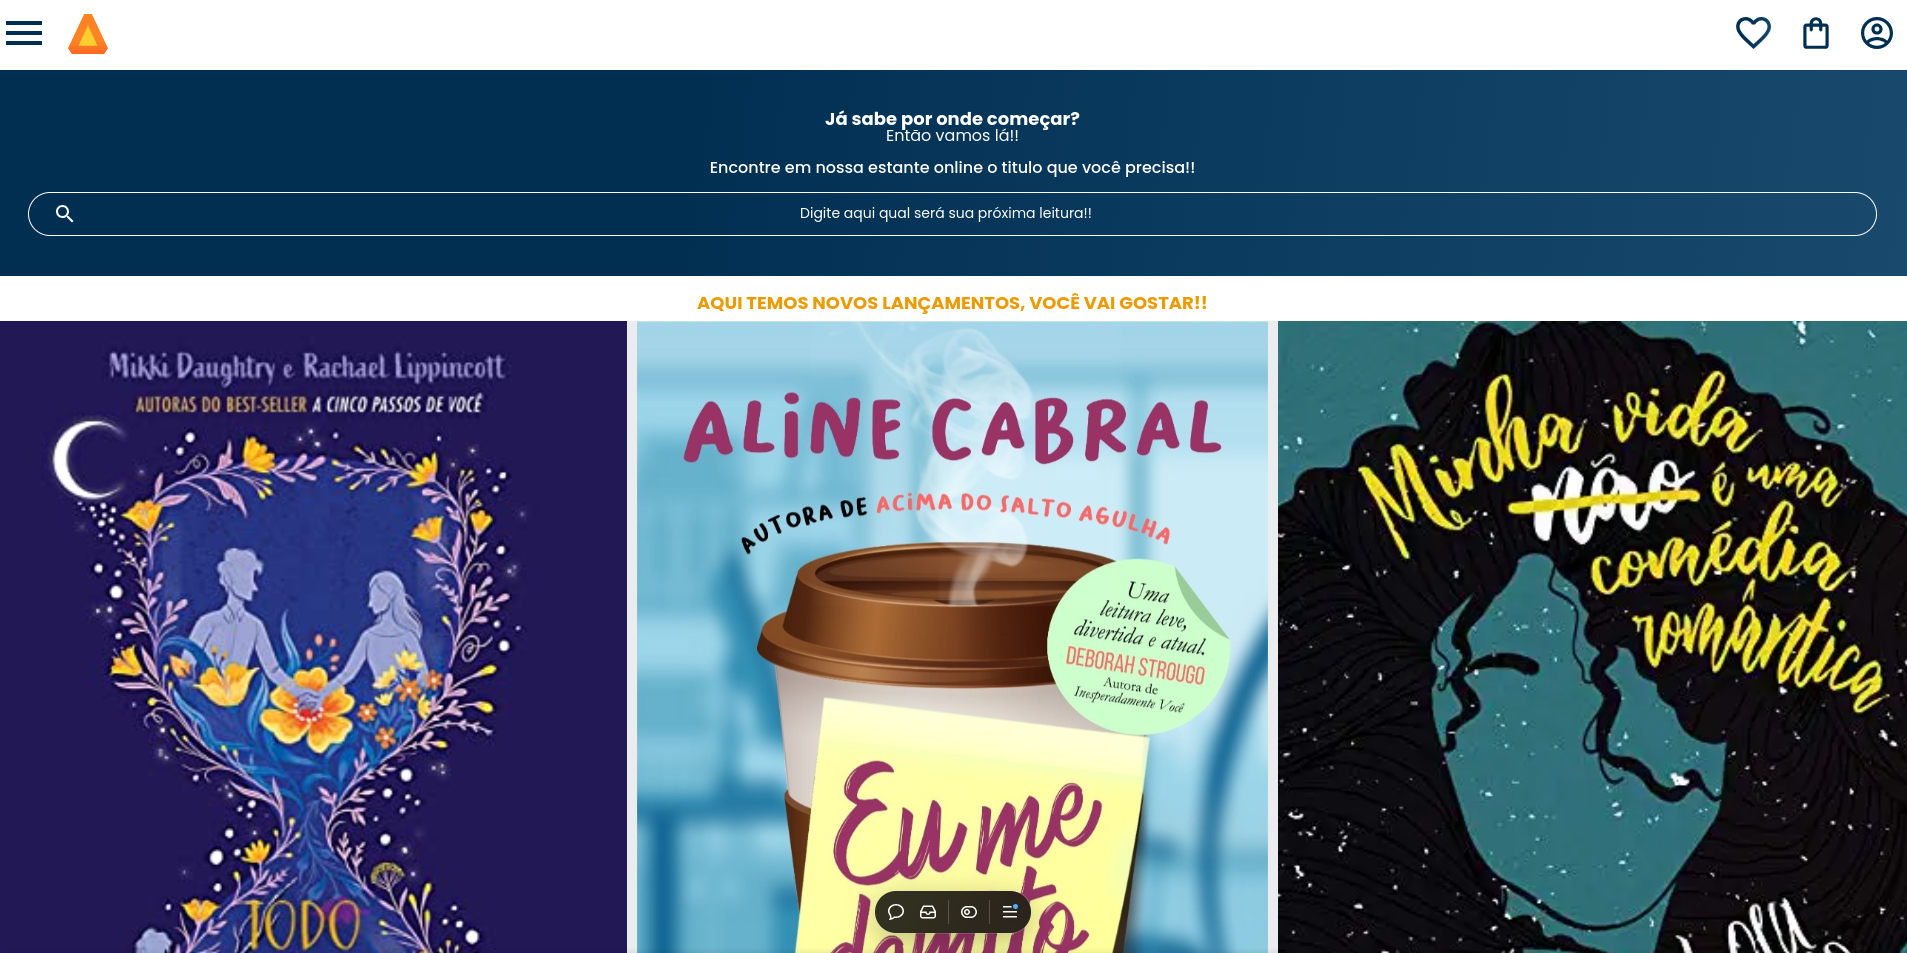 Já sabe por onde começar?
Então vamos lá!!
Encontre em nossa estante online o titulo que você precisa!!
Digite aqui qual será sua próxima leitura!!
AQUI TEMOS NOVOS LANÇAMENTOS, VOCÊ VAI GOSTAR!!
Mikki Daughtry e Rachael Lippincott
AUTORAS DO BEST-SELLER A CINCO PASSOS DE VOCÊ
TODO
ALINE CABRAL
AUTORA DE ACIMA DO SALTO AGULHA
Uma
leitura leve,
divertida e atual.
DEBORAH STROUGO
Autora de
Inesperadamente Você
Eu me
demito
Minha vida
não é uma
comédia
romântica